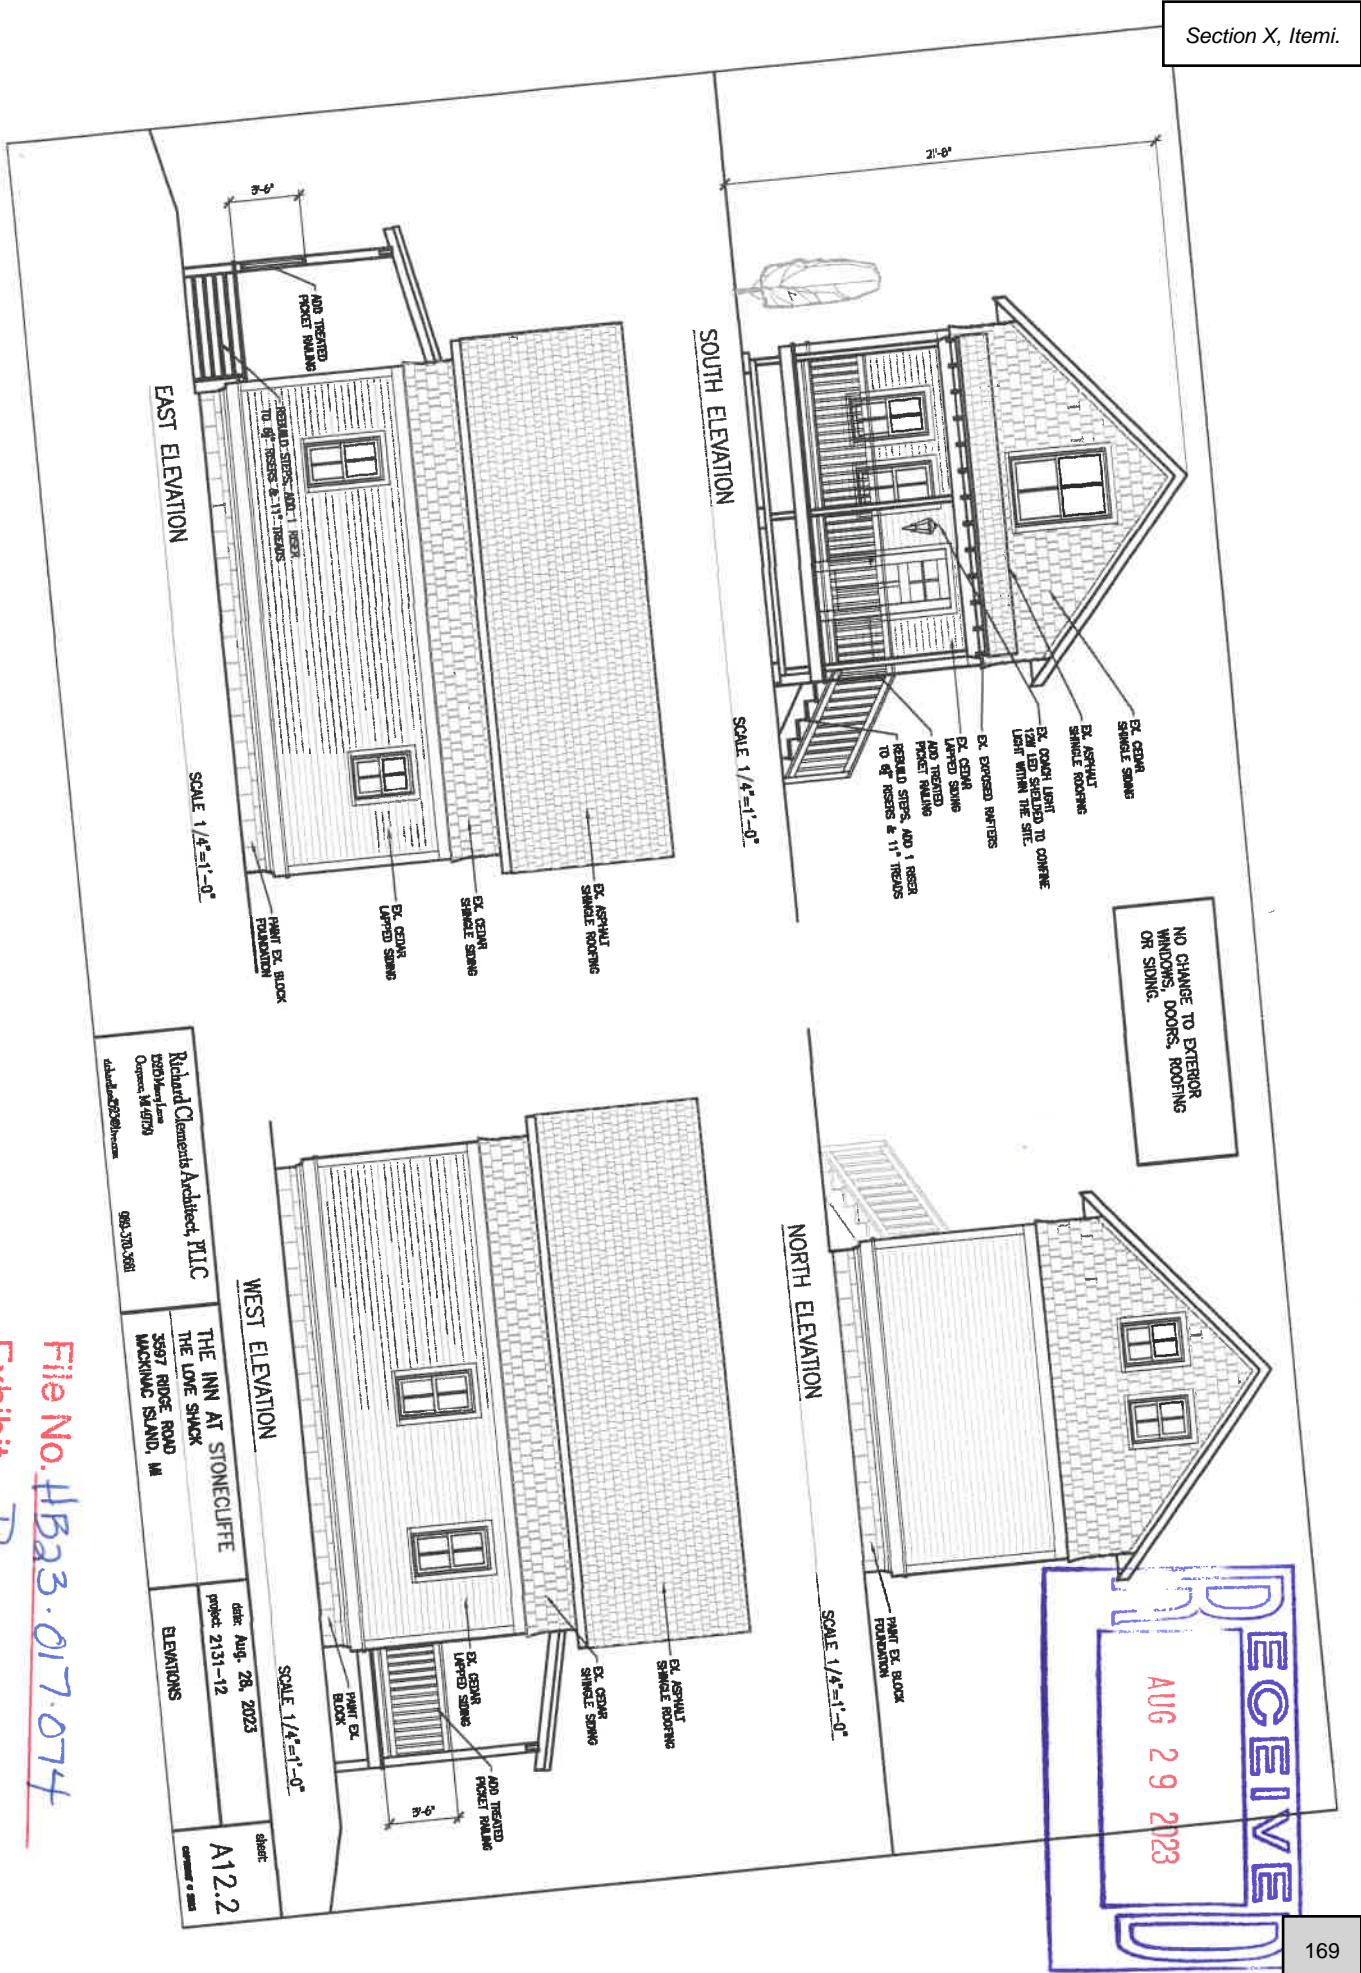 Section X, Itemi.
21'-8"
SOUTH ELEVATION
SCALE 1/4"=1'-0"
EX. CEDAR
SHINGLE SIDING
EX. ASPHALT
SHINGLE ROOFING
EX. COACH LIGHT
12W LED SHIELDED TO CONFINE
LIGHT WITHIN THE SITE.
EX. EXPOSED RAFTERS
EX. CEDAR
LAPPED SIDING
ADD TREATED
PICKET RAILING
REBUILD STEPS, ADD 1 RISER
RISERS & 11" TREADS
NO CHANGE TO EXTERIOR
WINDOWS, DOORS, ROOFING
OR SIDING.
NORTH ELEVATION
SCALE 1/4"=1'-0"
PAINT EX. BLOCK
FOUNDATION
RECEIVED
AUG 29 2023
3'-6"
ADD TREATED
PICKET RAILING
REBUILD STEPS, ADD 1 RISER
RISERS & 11" TREADS
EAST ELEVATION
SCALE 1/4"=1'-0"
EX. ASPHALT
SHINGLE ROOFING
EX. CEDAR
SHINGLE SIDING
EX. CEDAR
LAPPED SIDING
PAINT EX. BLOCK
FOUNDATION
WEST ELEVATION
SCALE 1/4"=1'-0"
EX. ASPHALT
SHINGLE ROOFING
EX. CEDAR
SHINGLE SIDING
EX. CEDAR
LAPPED SIDING
PAINT EX.
BLOCK
ADD TREATED
PICKET RAILING
3'-6"
Richard Clements Architect, PLLC
THE INN AT STONECLIFFE
THE LOVE SHACK
3597 RIDGE ROAD
MACKINAC ISLAND, MI
date: Aug. 28, 2023
project: 2131-12
ELEVATIONS
sheet:
A12.2
File No. HB23.017.074
Exhibit
169